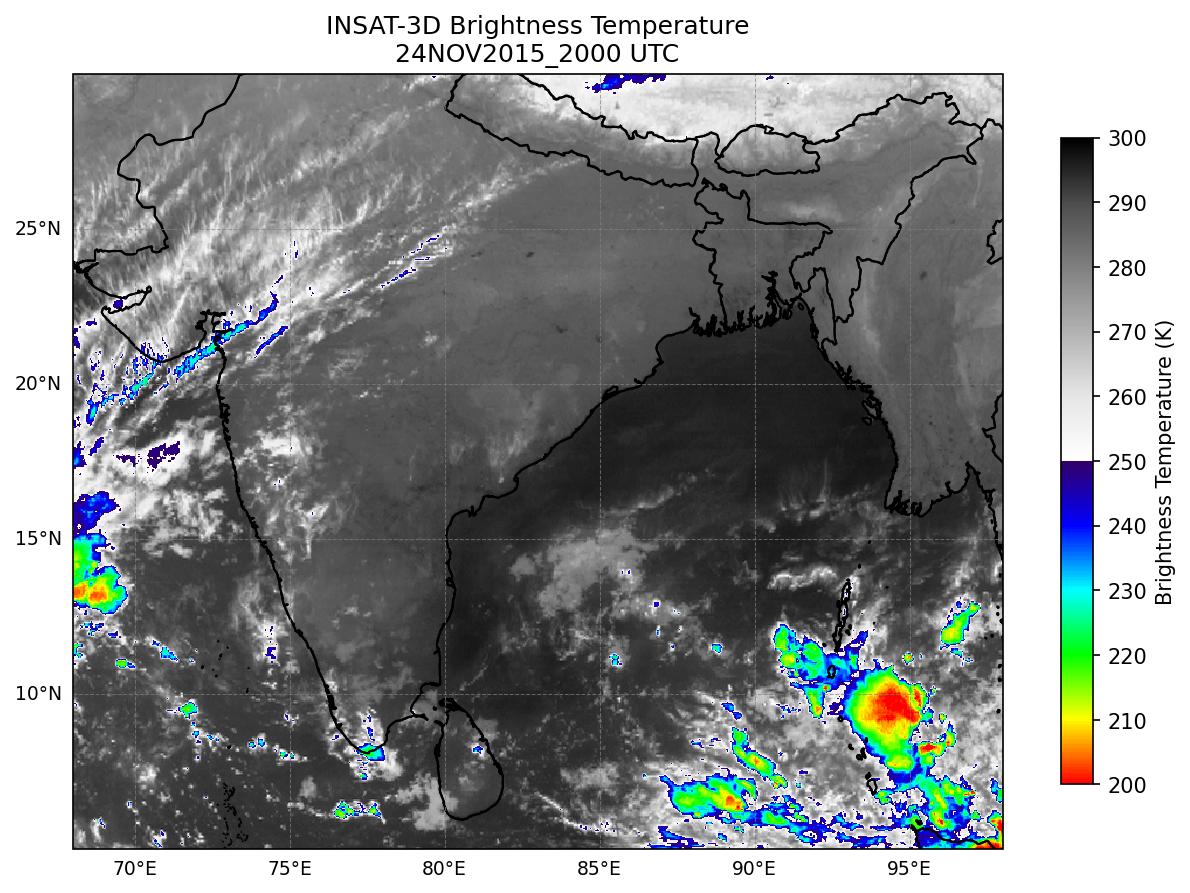 INSAT-3D Brightness Temperature
24NOV2015_2000 UTC
25°N
20°N
15°N
10°N
70°E
75°E
80°E
85°E
90°E
95°E
300
290
280
270
260
250
240
230
220
210
200
Brightness Temperature (K)